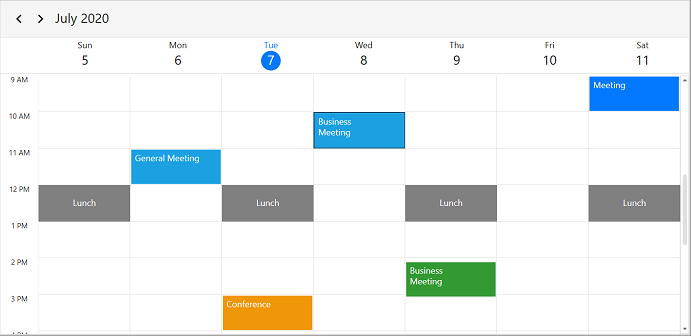 July 2020
Sun Mon Tue Wed Thu Fri Sat
5 6 7 8 9 10 11
9 AM
Meeting
10 AM
Business
Meeting
11 AM
General Meeting
12 PM
Lunch Lunch Lunch Lunch
1 PM
2 PM
Business
Meeting
3 PM
Conference